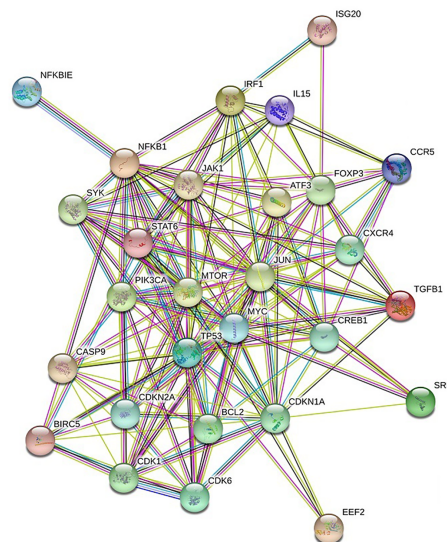 ISG20
NFKBIE
IRF1
IL15
NFKB1
CCR5
JAK1
FOXP3
ATF3
SYK
STAT6
CXCR4
JUN
PIK3CA
MTOR
TGFB1
MYC
CREB1
TP53
CASP9
SR
CDKN2A
CDKN1A
BCL2
BIRC5
CDK1
CDK6
EEF2